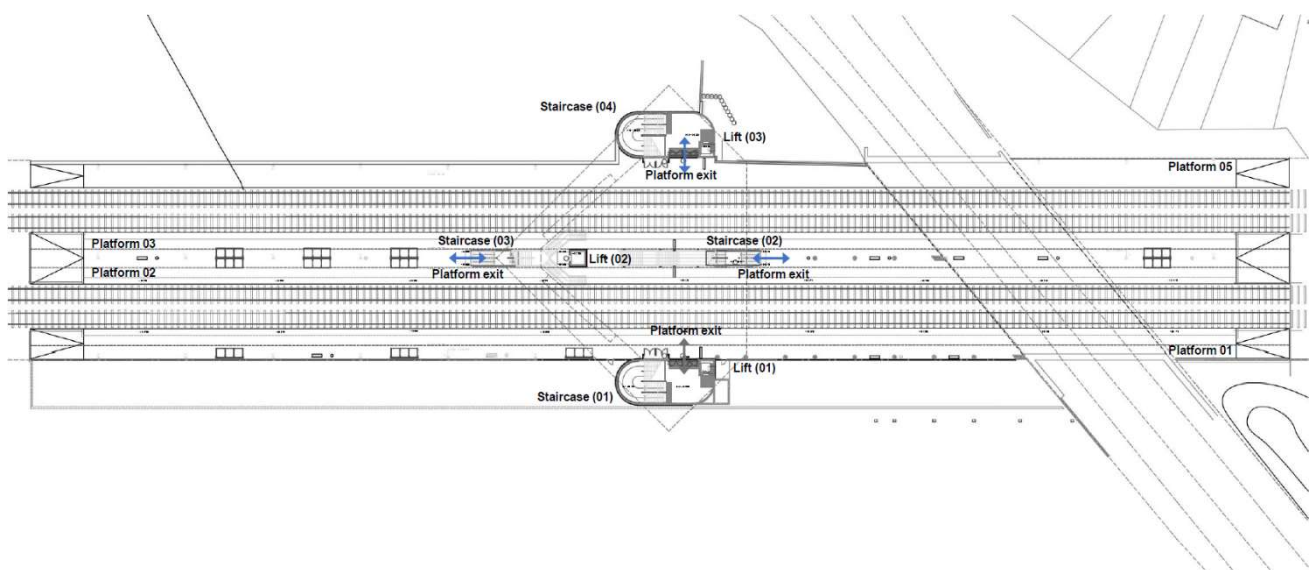 Staircase (04)
Lift (03)
Platform exit
Platform 05
Platform 03
Staircase (03)
Staircase (02)
Lift (02)
Platform 02
Platform exit
Platform exit
Platform exit
Platform 01
Lift (01)
Staircase (01)